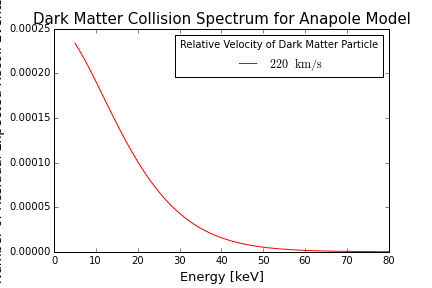 Dark Matter Collision Spectrum for Anapole Model
Relative Velocity of Dark Matter Particle
220 km/s
0.00025
0.00020
0.00015
0.00010
0.00005
0.00000
0 10 20 30 40 50 60 70 80
Energy [keV]